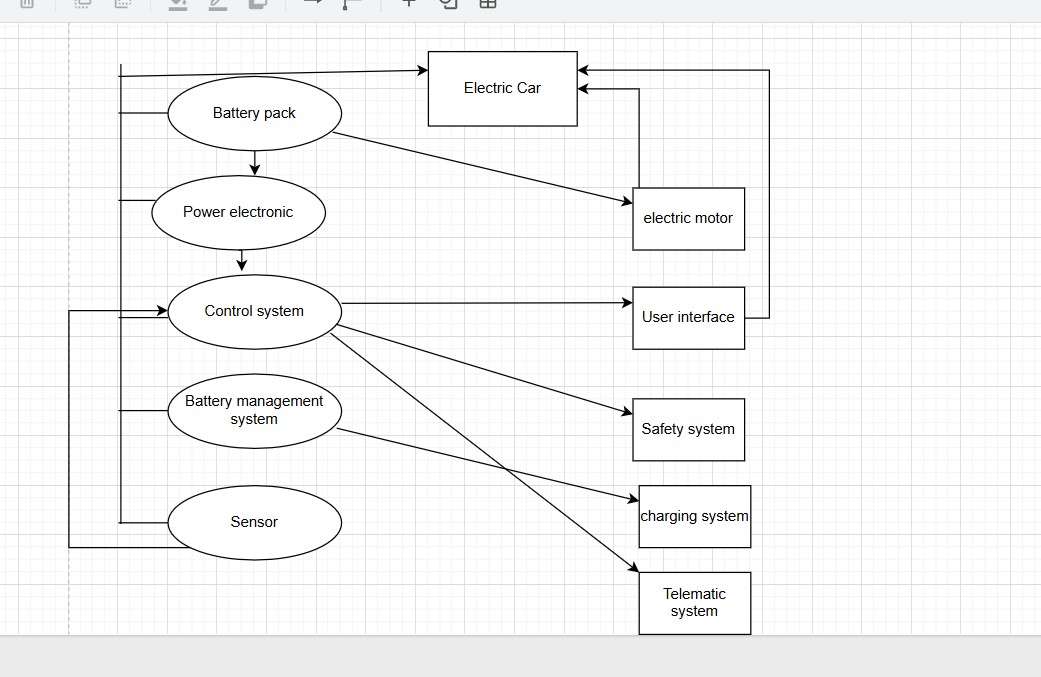 Electric Car
Battery pack
Power electronic
electric motor
Control system
User interface
Battery management
system
Safety system
Sensor
charging system
Telematic
system